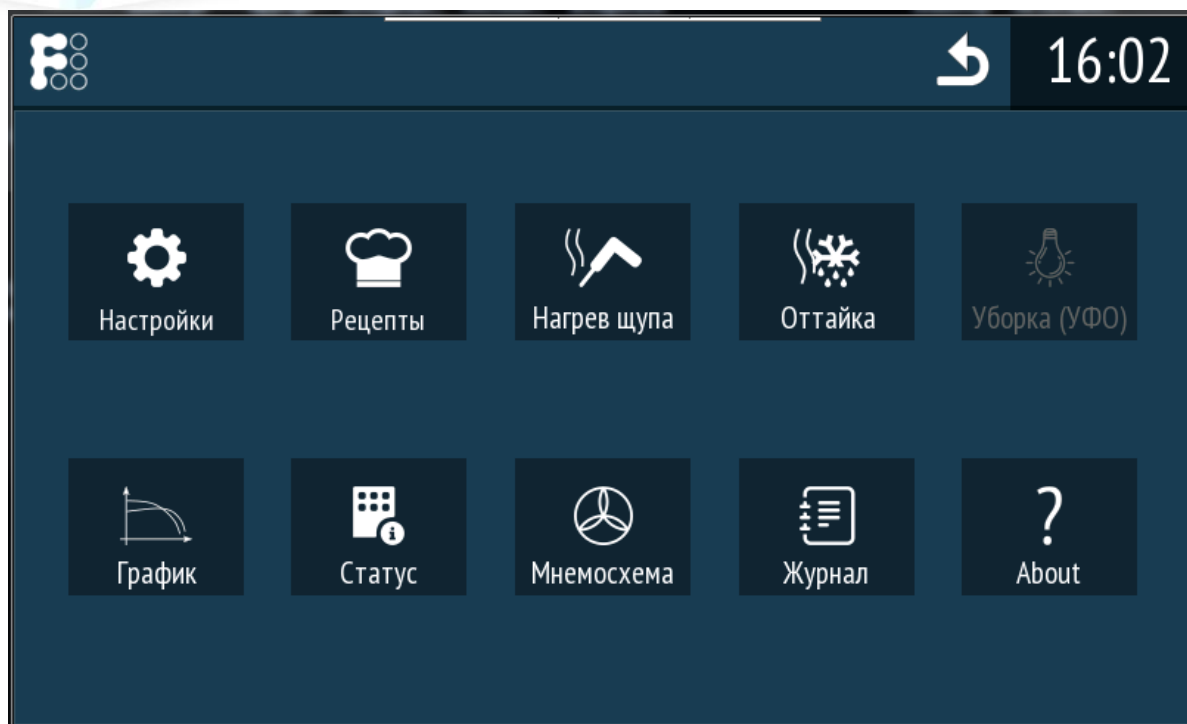 16:02
Настройки
Рецепты
Нагрев щупа
Оттайка
Уборка (УФО)
График
Статус
Мнемосхема
Журнал
?
About